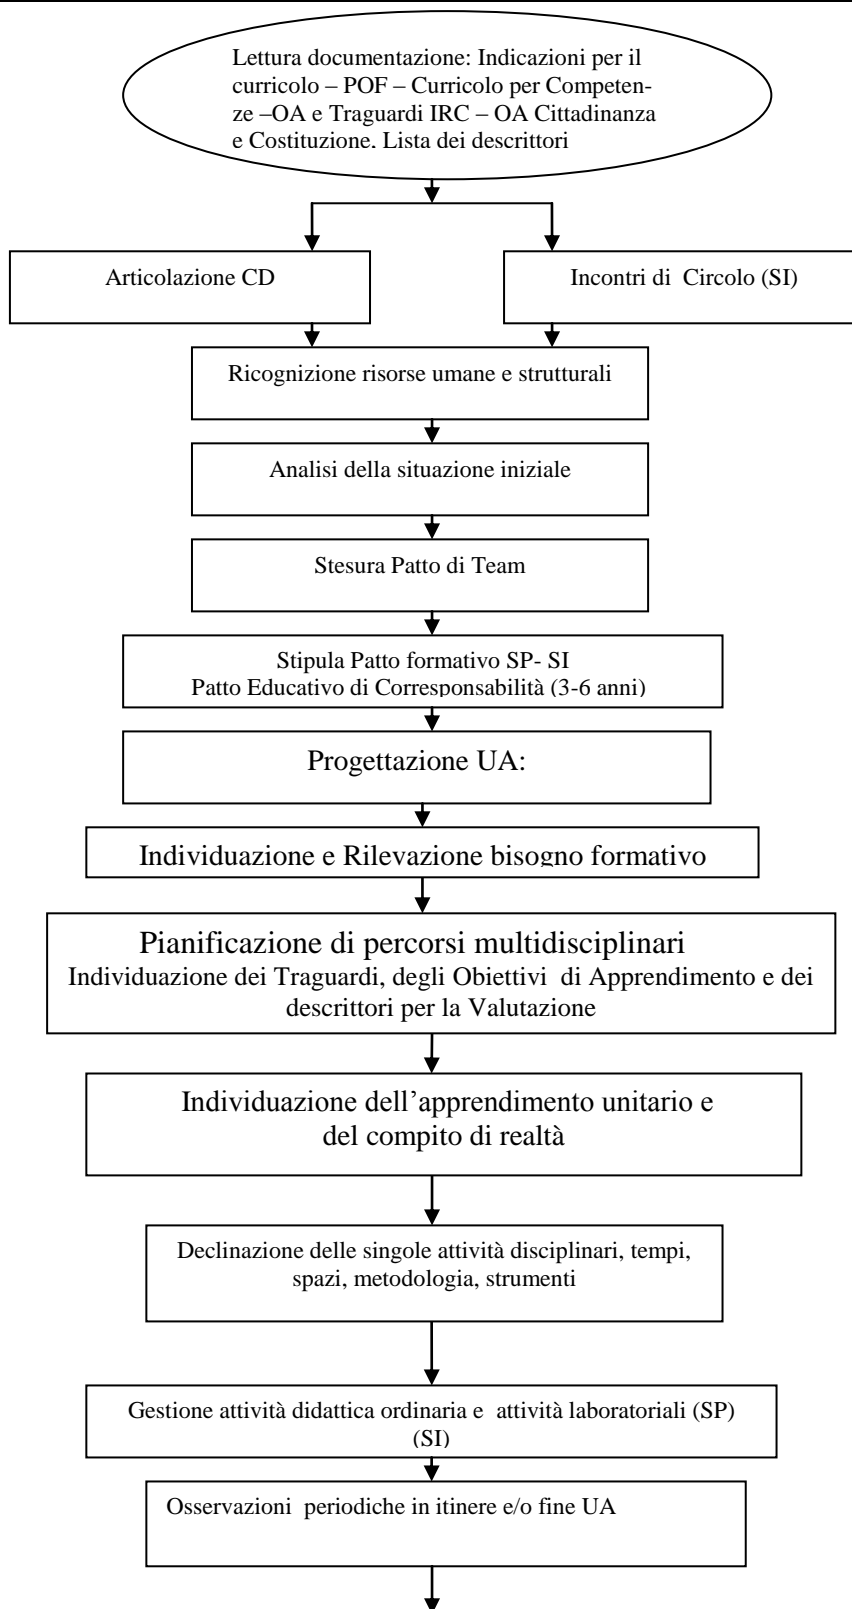 Lettura documentazione: Indicazioni per il
curricolo – POF – Curricolo per Competen-
ze –OA e Traguardi IRC – OA Cittadinanza
e Costituzione. Lista dei descrittori
Articolazione CD
Incontri di Circolo (SI)
Ricognizione risorse umane e strutturali
Analisi della situazione iniziale
Stesura Patto di Team
Stipula Patto formativo SP- SI
Patto Educativo di Corresponsabilità (3-6 anni)
Progettazione UA:
Individuazione e Rilevazione bisogno formativo
Pianificazione di percorsi multidisciplinari
Individuazione dei Traguardi, degli Obiettivi di Apprendimento e dei
descrittori per la Valutazione
Individuazione dell’apprendimento unitario e
del compito di realtà
Declinazione delle singole attività disciplinari, tempi,
spazi, metodologia, strumenti
Gestione attività didattica ordinaria e attività laboratoriali (SP)
(SI)
Osservazioni periodiche in itinere e/o fine UA